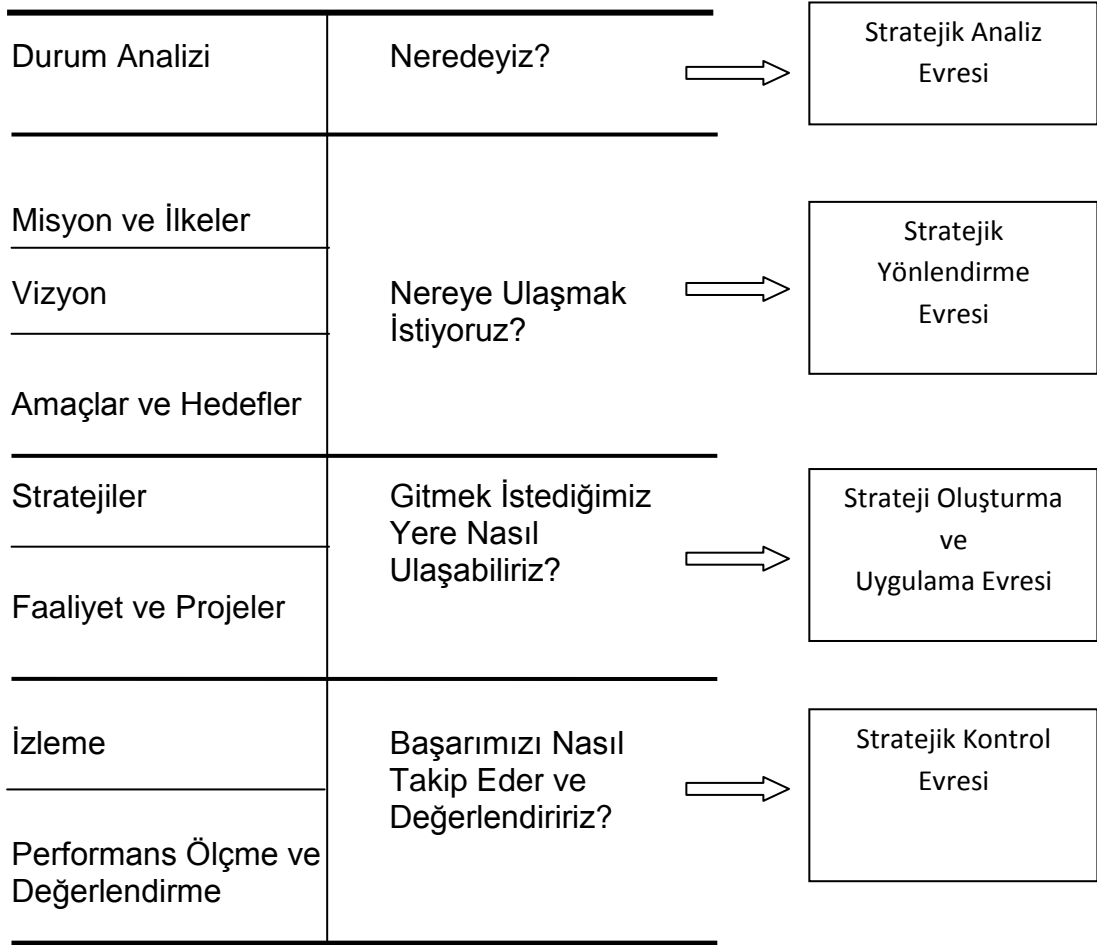 Durum Analizi
Neredeyiz?
Stratejik Analiz
Evresi
Misyon ve İlkeler
Vizyon
Amaçlar ve Hedefler
Nereye Ulaşmak
İstiyoruz?
Stratejik
Yönlendirme
Evresi
Stratejiler
Faaliyet ve Projeler
Gitmek İstediğimiz
Yere Nasıl
Ulaşabiliriz?
Strateji Oluşturma
ve
Uygulama Evresi
İzleme
Performans Ölçme ve
Değerlendirme
Başarımızı Nasıl
Takip Eder ve
Değerlendiririz?
Stratejik Kontrol
Evresi